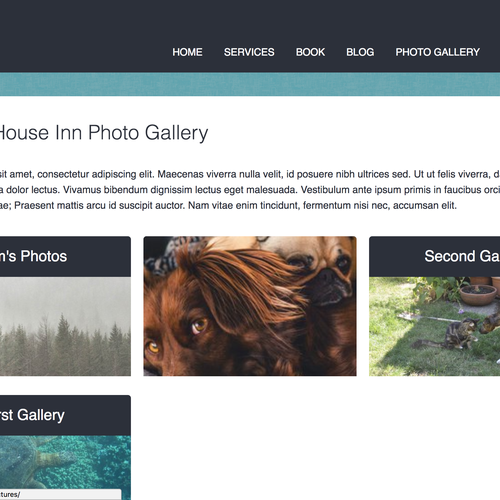 HOME SERVICES BOOK BLOG PHOTO GALLERY
House Inn Photo Gallery
sit amet, consectetur adipiscing elit. Maecenas viverra nulla velit, id posuere nibh ultrices sed. Ut ut felis viverra, d
dolor lectus. Vivamus bibendum dignissim lectus eget malesuada. Vestibulum ante ipsum primis in faucibus orci
Praesent mattis arcu id suscipit auctor. Nam vitae enim tincidunt, fermentum nisi nec, accumsan elit.
's Photos
Second Ga
rst Gallery
tures/